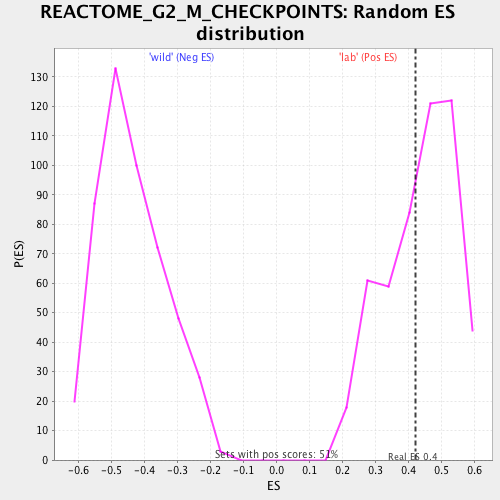 REACTOME_G2_M_CHECKPOINTS: Random ES
distribution
'wild' (Neg ES)
'lab' (Pos ES)
130
120
110
100
90
80
70
60
50
40
30
20
10
0
P(ES)
Sets with pos scores: 51%
Real ES 0.4
-0.6 -0.5 -0.4 -0.3 -0.2 -0.1 0.0 0.1 0.2 0.3 0.4 0.5 0.6
ES